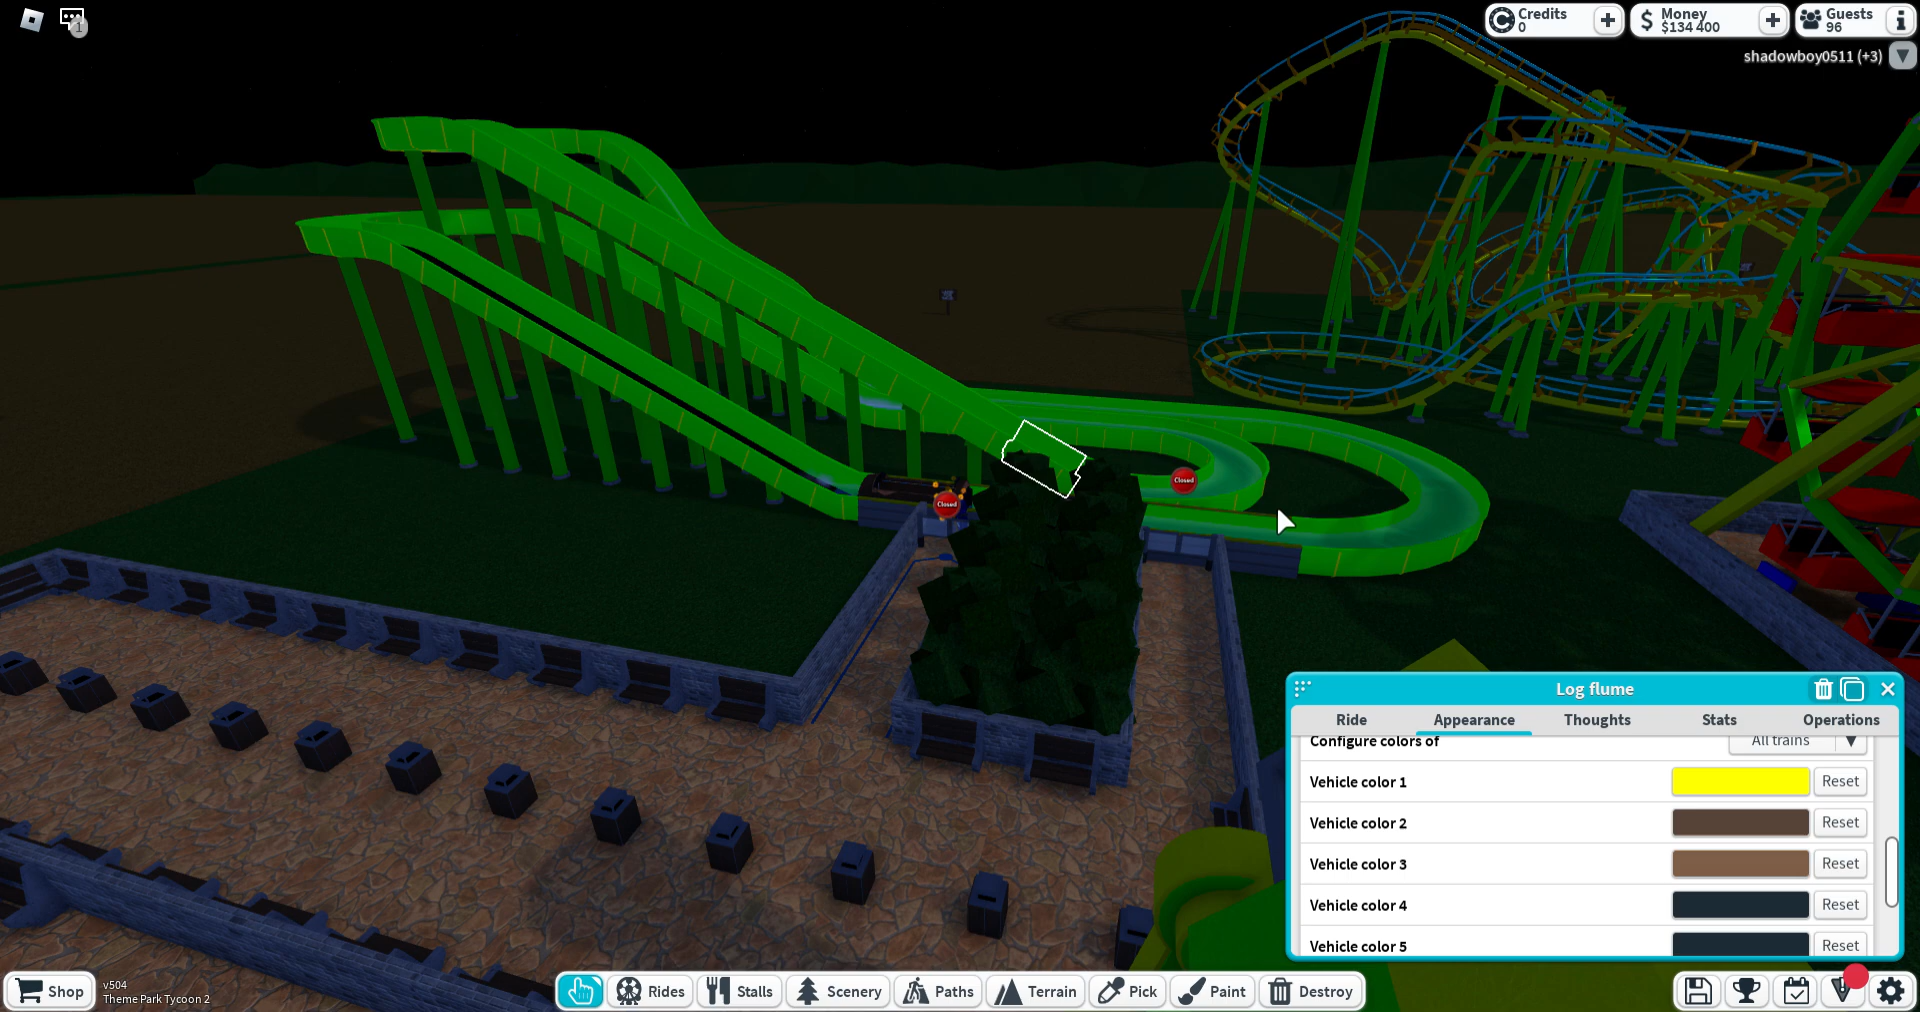 1
Credits
0
Money
$134 400
Guests
96
shadowboy0511 (+3)
Closed
Closed
Log flume
Ride Appearance Thoughts Stats Operations
Configure colors of All trains
Vehicle color 1 Reset
Vehicle color 2 Reset
Vehicle color 3 Reset
Vehicle color 4 Reset
Vehicle color 5 Reset
Shop
v504
Theme Park Tycoon 2
Rides Stalls Scenery Paths Terrain Pick Paint Destroy